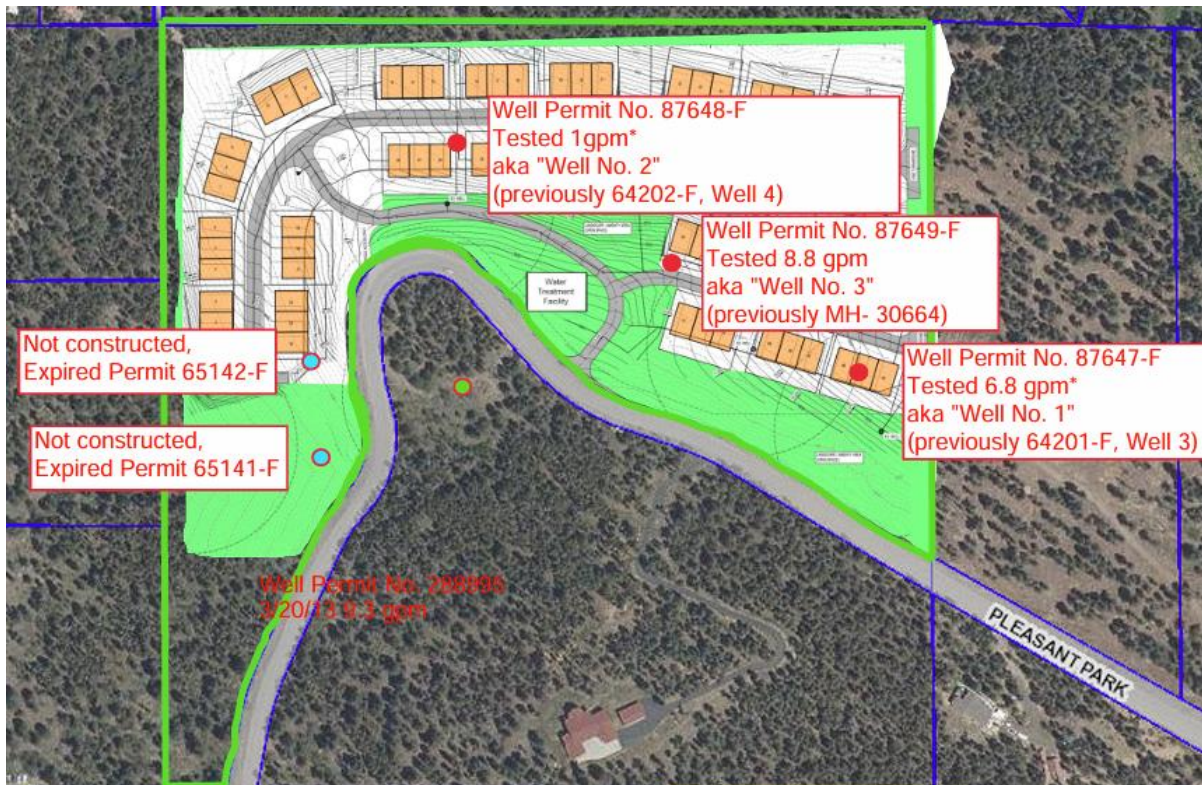 Well Permit No. 87648-F
Tested 1gpm*
aka "Well No. 2"
(previously 64202-F, Well 4)
Well Permit No. 87649-F
Tested 8.8 gpm
aka "Well No. 3"
(previously MH- 30664)
Water
Treatment
Facility
Not constructed,
Expired Permit 65142-F
Well Permit No. 87647-F
Tested 6.8 gpm*
aka "Well No. 1"
(previously 64201-F, Well 3)
Not constructed,
Expired Permit 65141-F
Well Permit No.
3/20/13 9.3 gpm
PLEASANT PARK